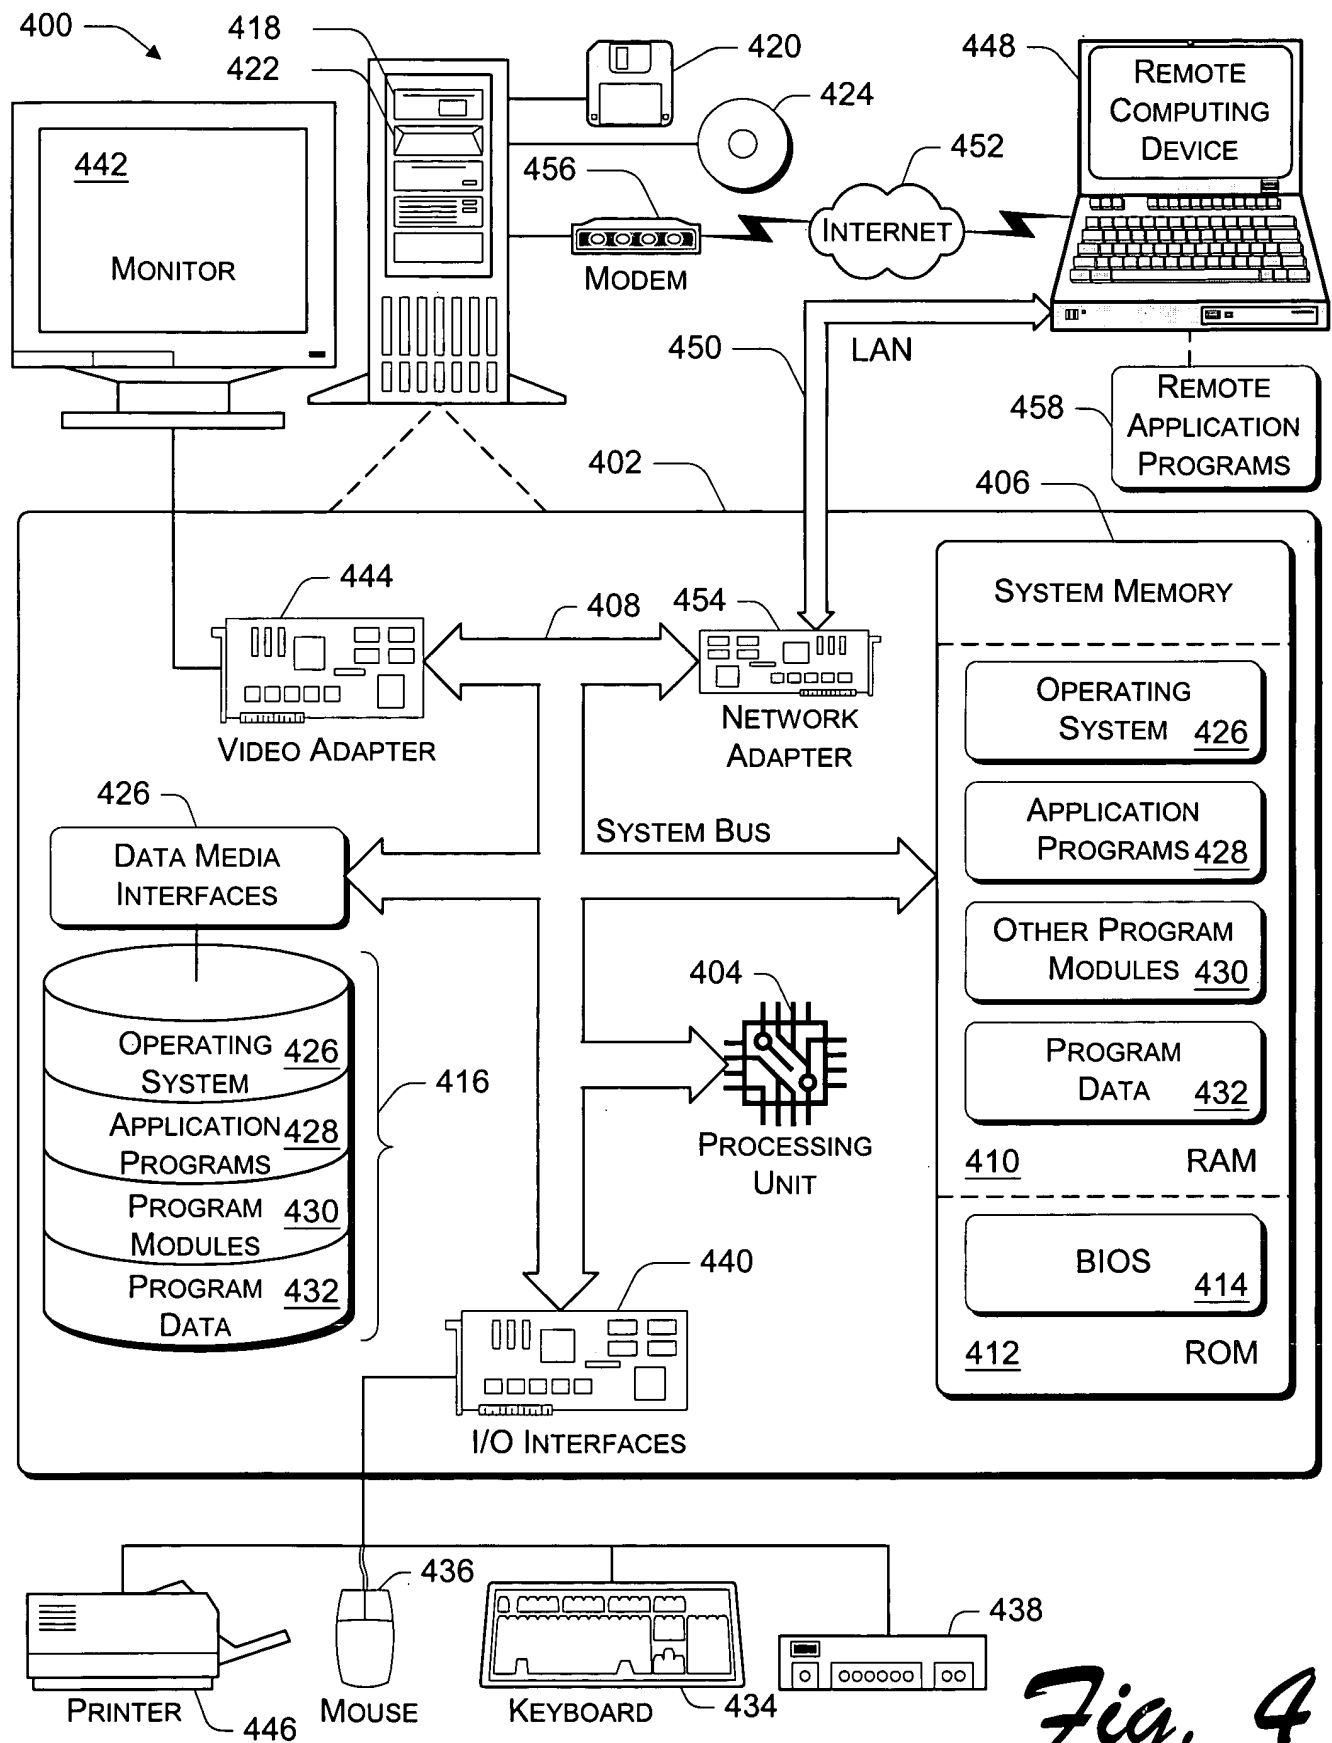 400
418
422
420
424
448
REMOTE
COMPUTING
DEVICE
442
MONITOR
456
MODEM
452
INTERNET
450
LAN
458
REMOTE
APPLICATION
PROGRAMS
402
406
SYSTEM MEMORY
444
408
454
VIDEO ADAPTER
NETWORK
ADAPTER
OPERATING
SYSTEM 426
APPLICATION
PROGRAMS 428
OTHER PROGRAM
MODULES 430
PROGRAM
DATA 432
410 RAM
BIOS
414
412 ROM
426
DATA MEDIA
INTERFACES
SYSTEM BUS
404
PROCESSING
UNIT
OPERATING 426
SYSTEM
APPLICATION 428
PROGRAMS
PROGRAM 430
MODULES
PROGRAM 432
DATA
416
440
I/O INTERFACES
PRINTER
446
436
MOUSE
KEYBOARD
434
438
Fig. 4